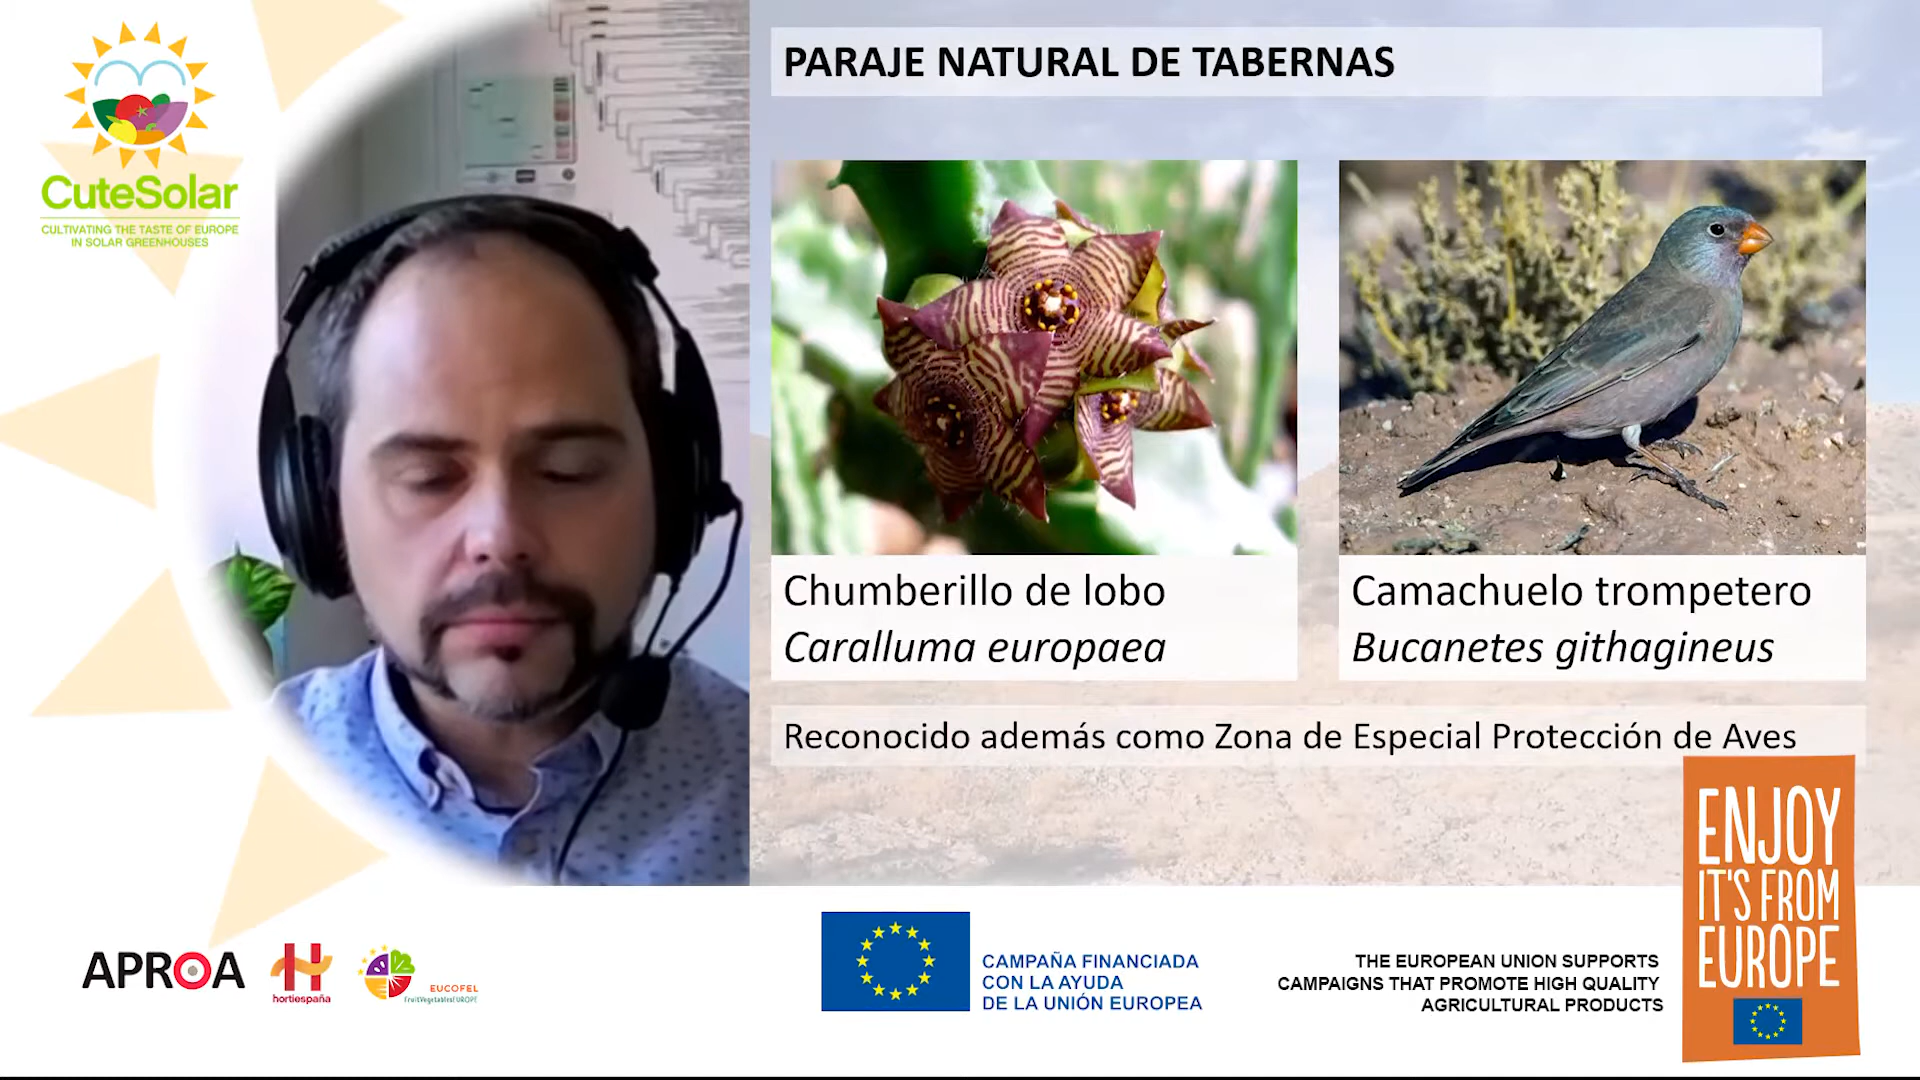 CuteSolar
CULTIVATING THE TASTE OF EUROPE
IN SOLAR GREENHOUSES
PARAJE NATURAL DE TABERNAS
Chumberillo de lobo
Caralluma europaea
Camachuelo trompetero
Bucanetes githagineus
Reconocido además como Zona de Especial Protección de Aves
ENJOY
IT'S FROM
EUROPE
APROA
hortiespaña
EUCOFEL
FruitVegetablesEUROPE
CAMPAÑA FINANCIADA
CON LA AYUDA
DE LA UNIÓN EUROPEA
THE EUROPEAN UNION SUPPORTS
CAMPAIGNS THAT PROMOTE HIGH QUALITY
AGRICULTURAL PRODUCTS